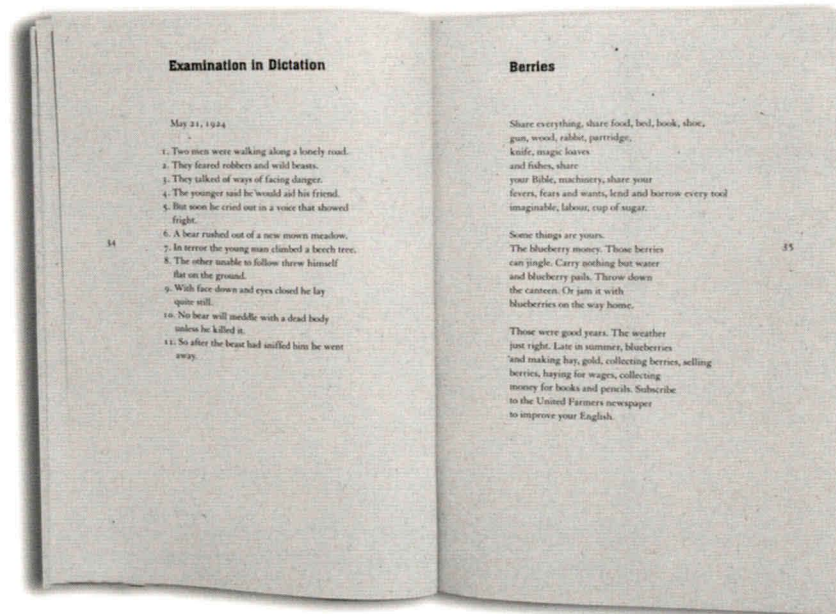 Examination in Dictation
May 21, 1924
1. Two men were walking along a lonely road.
2. They feared robbers and wild beasts.
3. They talked of ways of facing danger.
4. The younger said he would aid his friend.
5. But soon he cried out in a voice that showed
fright.
6. A bear rushed out of a new mown meadow.
7. In terror the young man climbed a beech tree.
8. The other unable to follow threw himself
flat on the ground.
9. With face down and eyes closed he lay
quite still.
10. No bear will meddle with a dead body
unless he killed it.
11. So after the beast had sniffed him he went
away.
34
Berries
Share everything, share food, bed, book, shoe,
gun, wood, rabbit, partridge,
knife, magic loaves
and fishes, share
your Bible, machinery, share your
fevers, fears and wants, lend and borrow every tool
imaginable, labour, cup of sugar.
Some things are yours.
The blueberry money. Those berries
can jingle. Carry nothing but water
and blueberry pails. Throw down
the canteen. Or jam it with
blueberries on the way home.
Those were good years. The weather
just right. Late in summer, blueberries
and making hay, gold, collecting berries, selling
berries, haying for wages, collecting
money for books and pencils. Subscribe
to the United Farmers newspaper
to improve your English.
35